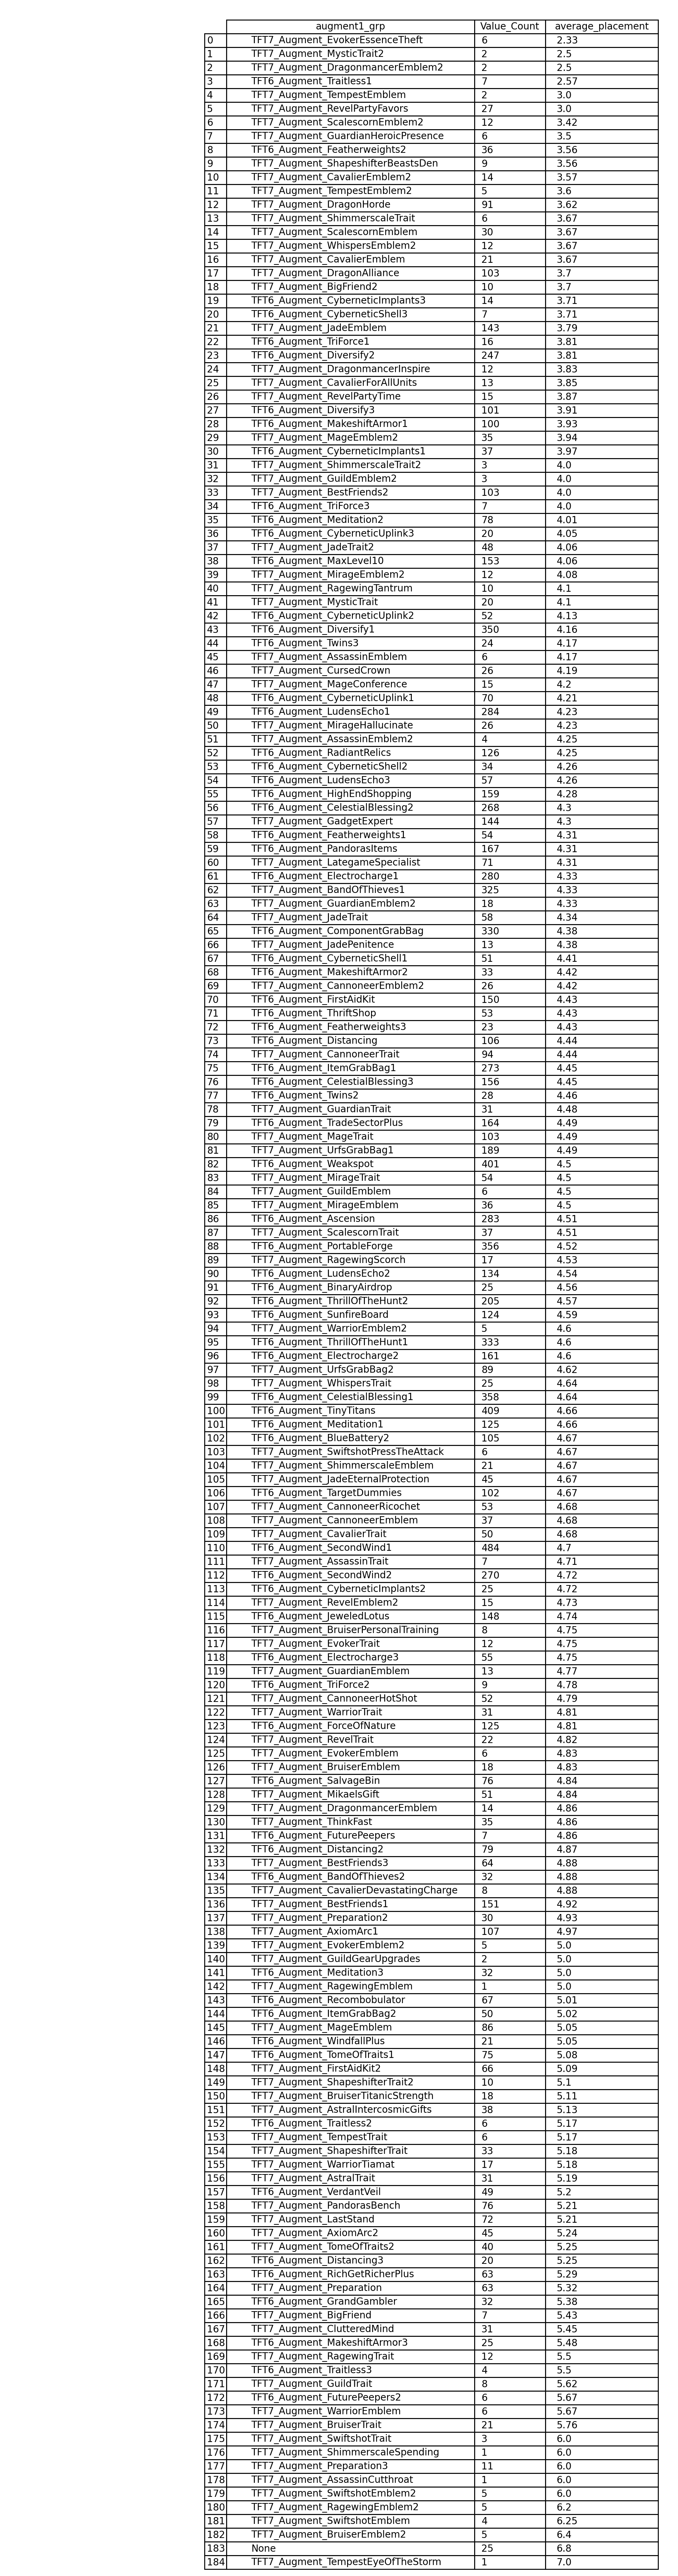 augment1_grp Value_Count average_placement
0 TFT7_Augment_EvokerEssenceTheft 6 2.33
1 TFT7_Augment_MysticTrait2 2 2.5
2 TFT7_Augment_DragonmancerEmblem2 2 2.5
3 TFT6_Augment_Traitless1 7 2.57
4 TFT7_Augment_TempestEmblem 2 3.0
5 TFT7_Augment_RevelPartyFavors 27 3.0
6 TFT7_Augment_ScalescornEmblem2 12 3.42
7 TFT7_Augment_GuardianHeroicPresence 6 3.5
8 TFT6_Augment_Featherweights2 36 3.56
9 TFT7_Augment_ShapeshifterBeastsDen 9 3.56
10 TFT7_Augment_CavalierEmblem2 14 3.57
11 TFT7_Augment_TempestEmblem2 5 3.6
12 TFT7_Augment_DragonHorde 91 3.62
13 TFT7_Augment_ShimmerscaleTrait 6 3.67
14 TFT7_Augment_ScalescornEmblem 30 3.67
15 TFT7_Augment_WhispersEmblem2 12 3.67
16 TFT7_Augment_CavalierEmblem 21 3.67
17 TFT7_Augment_DragonAlliance 103 3.7
18 TFT7_Augment_BigFriend2 10 3.7
19 TFT6_Augment_CyberneticImplants3 14 3.71
20 TFT6_Augment_CyberneticShell3 7 3.71
21 TFT7_Augment_JadeEmblem 143 3.79
22 TFT6_Augment_TriForce1 16 3.81
23 TFT6_Augment_Diversify2 247 3.81
24 TFT7_Augment_DragonmancerInspire 12 3.83
25 TFT7_Augment_CavalierForAllUnits 13 3.85
26 TFT7_Augment_RevelPartyTime 15 3.87
27 TFT6_Augment_Diversify3 101 3.91
28 TFT6_Augment_MakeshiftArmor1 100 3.93
29 TFT7_Augment_MageEmblem2 35 3.94
30 TFT6_Augment_CyberneticImplants1 37 3.97
31 TFT7_Augment_ShimmerscaleTrait2 3 4.0
32 TFT7_Augment_GuildEmblem2 3 4.0
33 TFT7_Augment_BestFriends2 103 4.0
34 TFT6_Augment_TriForce3 7 4.0
35 TFT6_Augment_Meditation2 78 4.01
36 TFT6_Augment_CyberneticUplink3 20 4.05
37 TFT7_Augment_JadeTrait2 48 4.06
38 TFT6_Augment_MaxLevel10 153 4.06
39 TFT7_Augment_MirageEmblem2 12 4.08
40 TFT7_Augment_RagewingTantrum 10 4.1
41 TFT7_Augment_MysticTrait 20 4.1
42 TFT6_Augment_CyberneticUplink2 52 4.13
43 TFT6_Augment_Diversify1 350 4.16
44 TFT6_Augment_Twins3 24 4.17
45 TFT7_Augment_AssassinEmblem 6 4.17
46 TFT7_Augment_CursedCrown 26 4.19
47 TFT7_Augment_MageConference 15 4.2
48 TFT6_Augment_CyberneticUplink1 70 4.21
49 TFT6_Augment_LudensEcho1 284 4.23
50 TFT7_Augment_MirageHallucinate 26 4.23
51 TFT7_Augment_AssassinEmblem2 4 4.25
52 TFT6_Augment_RadiantRelics 126 4.25
53 TFT6_Augment_CyberneticShell2 34 4.26
54 TFT6_Augment_LudensEcho3 57 4.26
55 TFT6_Augment_HighEndShopping 159 4.28
56 TFT6_Augment_CelestialBlessing2 268 4.3
57 TFT7_Augment_GadgetExpert 144 4.3
58 TFT6_Augment_Featherweights1 54 4.31
59 TFT6_Augment_PandorasItems 167 4.31
60 TFT7_Augment_LategameSpecialist 71 4.31
61 TFT6_Augment_Electrocharge1 280 4.33
62 TFT7_Augment_BandOfThieves1 325 4.33
63 TFT7_Augment_GuardianEmblem2 18 4.33
64 TFT7_Augment_JadeTrait 58 4.34
65 TFT6_Augment_ComponentGrabBag 330 4.38
66 TFT7_Augment_JadePenitence 13 4.38
67 TFT6_Augment_CyberneticShell1 51 4.41
68 TFT6_Augment_MakeshiftArmor2 33 4.42
69 TFT7_Augment_CannoneerEmblem2 26 4.42
70 TFT6_Augment_FirstAidKit 150 4.43
71 TFT6_Augment_ThriftShop 53 4.43
72 TFT6_Augment_Featherweights3 23 4.43
73 TFT6_Augment_Distancing 106 4.44
74 TFT7_Augment_CannoneerTrait 94 4.44
75 TFT6_Augment_ItemGrabBag1 273 4.45
76 TFT6_Augment_CelestialBlessing3 156 4.45
77 TFT6_Augment_Twins2 28 4.46
78 TFT7_Augment_GuardianTrait 31 4.48
79 TFT6_Augment_TradeSectorPlus 164 4.49
80 TFT7_Augment_MageTrait 103 4.49
81 TFT7_Augment_UrfsGrabBag1 189 4.49
82 TFT6_Augment_Weakspot 401 4.5
83 TFT7_Augment_MirageTrait 54 4.5
84 TFT7_Augment_GuildEmblem 6 4.5
85 TFT7_Augment_MirageEmblem 36 4.5
86 TFT6_Augment_Ascension 283 4.51
87 TFT7_Augment_ScalescornTrait 37 4.51
88 TFT6_Augment_PortableForge 356 4.52
89 TFT7_Augment_RagewingScorch 17 4.53
90 TFT6_Augment_LudensEcho2 134 4.54
91 TFT6_Augment_BinaryAirdrop 25 4.56
92 TFT6_Augment_ThrillOfTheHunt2 205 4.57
93 TFT6_Augment_SunfireBoard 124 4.59
94 TFT7_Augment_WarriorEmblem2 5 4.6
95 TFT6_Augment_ThrillOfTheHunt1 333 4.6
96 TFT6_Augment_Electrocharge2 161 4.6
97 TFT7_Augment_UrfsGrabBag2 89 4.62
98 TFT7_Augment_WhispersTrait 25 4.64
99 TFT6_Augment_CelestialBlessing1 358 4.64
100 TFT6_Augment_TinyTitans 409 4.66
101 TFT6_Augment_Meditation1 125 4.66
102 TFT6_Augment_BlueBattery2 105 4.67
103 TFT7_Augment_SwiftshotPressTheAttack 6 4.67
104 TFT7_Augment_ShimmerscaleEmblem 21 4.67
105 TFT7_Augment_JadeEternalProtection 45 4.67
106 TFT6_Augment_TargetDummies 102 4.67
107 TFT7_Augment_CannoneerRicochet 53 4.68
108 TFT7_Augment_CannoneerEmblem 37 4.68
109 TFT7_Augment_CavalierTrait 50 4.68
110 TFT6_Augment_SecondWind1 484 4.7
111 TFT7_Augment_AssassinTrait 7 4.71
112 TFT6_Augment_SecondWind2 270 4.72
113 TFT6_Augment_CyberneticImplants2 25 4.72
114 TFT7_Augment_RevelEmblem2 15 4.73
115 TFT6_Augment_JeweledLotus 148 4.74
116 TFT7_Augment_BruiserPersonalTraining 8 4.75
117 TFT7_Augment_EvokerTrait 12 4.75
118 TFT6_Augment_Electrocharge3 55 4.75
119 TFT7_Augment_GuardianEmblem 13 4.77
120 TFT6_Augment_TriForce2 9 4.78
121 TFT7_Augment_CannoneerHotShot 52 4.79
122 TFT7_Augment_WarriorTrait 31 4.81
123 TFT6_Augment_ForceOfNature 125 4.81
124 TFT7_Augment_RevelTrait 22 4.82
125 TFT7_Augment_EvokerEmblem 6 4.83
126 TFT7_Augment_BruiserEmblem 18 4.83
127 TFT6_Augment_SalvageBin 76 4.84
128 TFT7_Augment_MikaelsGift 51 4.84
129 TFT7_Augment_DragonmancerEmblem 14 4.86
130 TFT7_Augment_ThinkFast 35 4.86
131 TFT6_Augment_FuturePeepers 7 4.86
132 TFT6_Augment_Distancing2 79 4.87
133 TFT7_Augment_BestFriends3 64 4.88
134 TFT6_Augment_BandOfThieves2 32 4.88
135 TFT7_Augment_CavalierDevastatingCharge 8 4.88
136 TFT7_Augment_BestFriends1 151 4.92
137 TFT7_Augment_Preparation2 30 4.93
138 TFT7_Augment_AxiomArc1 107 4.97
139 TFT7_Augment_EvokerEmblem2 5 5.0
140 TFT7_Augment_GuildGearUpgrades 2 5.0
141 TFT6_Augment_Meditation3 32 5.0
142 TFT7_Augment_RagewingEmblem 1 5.0
143 TFT6_Augment_Recombobulator 67 5.01
144 TFT6_Augment_ItemGrabBag2 50 5.02
145 TFT7_Augment_MageEmblem 86 5.05
146 TFT6_Augment_WindfallPlus 21 5.05
147 TFT6_Augment_TomeOfTraits1 75 5.08
148 TFT7_Augment_FirstAidKit2 66 5.09
149 TFT7_Augment_ShapeshifterTrait2 10 5.1
150 TFT7_Augment_BruiserTitanicStrength 18 5.11
151 TFT7_Augment_AstralIntercosmicGifts 38 5.13
152 TFT6_Augment_Traitless2 6 5.17
153 TFT7_Augment_TempestTrait 6 5.17
154 TFT7_Augment_ShapeshifterTrait 33 5.18
155 TFT7_Augment_WarriorTiamat 17 5.18
156 TFT7_Augment_AstralTrait 31 5.19
157 TFT6_Augment_VerdantVeil 49 5.2
158 TFT7_Augment_PandorasBench 76 5.21
159 TFT7_Augment_LastStand 72 5.21
160 TFT7_Augment_AxiomArc2 45 5.24
161 TFT7_Augment_TomeOfTraits2 40 5.25
162 TFT6_Augment_Distancing3 20 5.25
163 TFT6_Augment_RichGetRicherPlus 63 5.29
164 TFT7_Augment_Preparation 63 5.32
165 TFT6_Augment_GrandGambler 32 5.38
166 TFT7_Augment_BigFriend 7 5.43
167 TFT7_Augment_ClutteredMind 31 5.45
168 TFT6_Augment_MakeshiftArmor3 25 5.48
169 TFT7_Augment_RagewingTrait 12 5.5
170 TFT6_Augment_Traitless3 4 5.5
171 TFT7_Augment_GuildTrait 8 5.62
172 TFT6_Augment_FuturePeepers2 6 5.67
173 TFT7_Augment_WarriorEmblem 6 5.67
174 TFT7_Augment_BruiserTrait 21 5.76
175 TFT7_Augment_SwiftshotTrait 3 6.0
176 TFT7_Augment_ShimmerscaleSpending 1 6.0
177 TFT7_Augment_Preparation3 11 6.0
178 TFT7_Augment_AssassinCutthroat 1 6.0
179 TFT7_Augment_SwiftshotEmblem2 5 6.0
180 TFT7_Augment_RagewingEmblem2 5 6.2
181 TFT7_Augment_SwiftshotEmblem 4 6.25
182 TFT7_Augment_BruiserEmblem2 5 6.4
183 None 25 6.8
184 TFT7_Augment_TempestEyeOfTheStorm 1 7.0